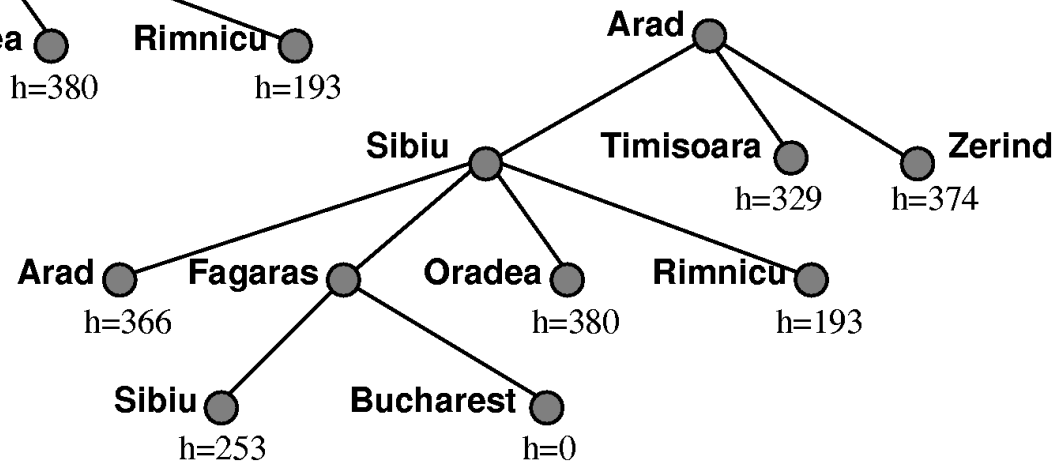 ea
h=380
Rimnicu
h=193
Arad
Sibiu
Timisoara
h=329
Zerind
h=374
Arad
h=366
Fagaras
Oradea
h=380
Rimnicu
h=193
Sibiu
h=253
Bucharest
h=0